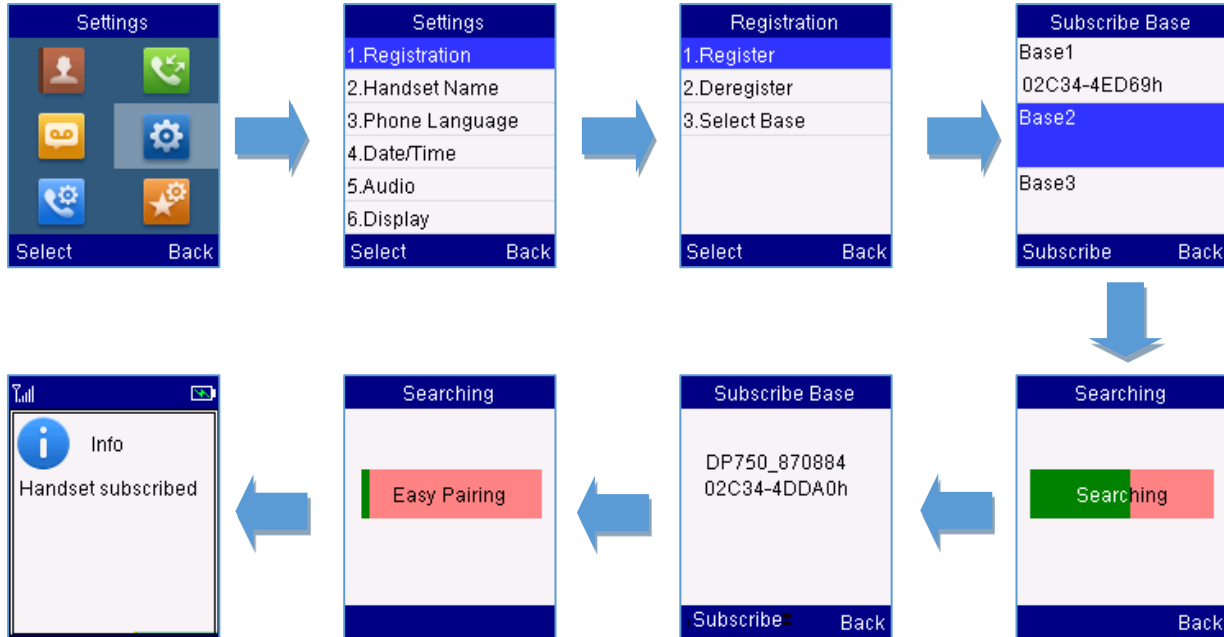 Settings
Select Back
Settings
1.Registration
2.Handset Name
3.Phone Language
4.Date/Time
5.Audio
6.Display
Select Back
Registration
1.Register
2.Deregister
3.Select Base
Select Back
Subscribe Base
Base1
02C34-4ED69h
Base2
Base3
Subscribe Back
Searching
Searching
Back
Subscribe Base
DP750_870884
02C34-4DDA0h
Subscribe Back
Searching
Easy Pairing
i Info
Handset subscribed